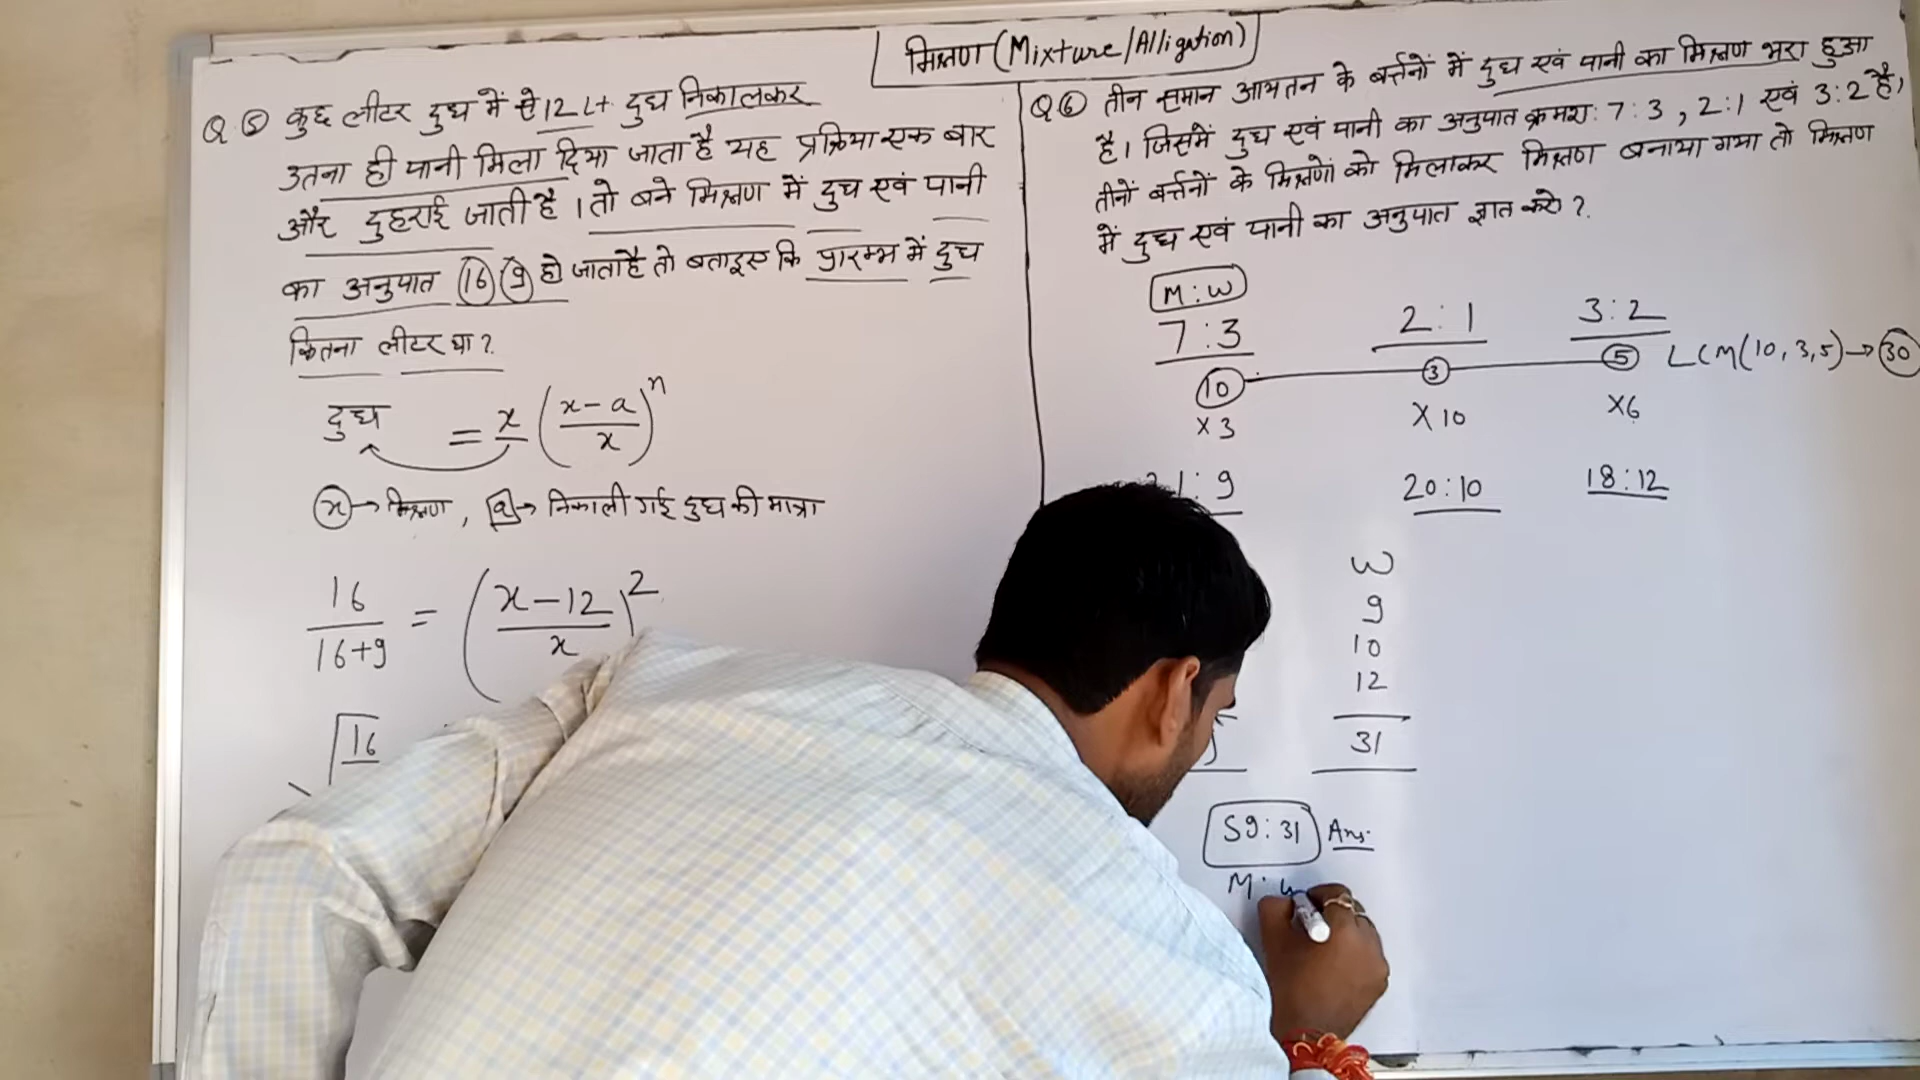 मिश्रण (Mixture/Alligation)
Q.⑤ कुछ लीटर दुध में से 12 Lt दुध निकालकर
उतना ही पानी मिला दिया जाता है यह प्रक्रिया एक बार
और दुहराई जाती है । तो बने मिश्रण में दुध एवं पानी
का अनुपात 16 9 हो जाता है तो बताइए कि प्रारम्भ में दुध
कितना लीटर था ?
दुध = x (x-a/x)^n
x → मिश्रण , a → निकाली गई दुध की मात्रा
16/16+9 = (x-12/x)^2
√16
Q⑥ तीन समान आयतन के बर्त्तनों में दुध एवं पानी का मिश्रण भरा हुआ
है। जिसमें दुध एवं पानी का अनुपात क्रमश: 7:3 , 2:1 एवं 3:2 है।
तीनों बर्त्तनों के मिश्रणों को मिलाकर मिश्रण बनाया गया तो मिश्रण
में दुध एवं पानी का अनुपात ज्ञात करो ?
M : W
7 : 3 2 : 1 3 : 2
10 3 5 LCM(10, 3, 5) → 30
×3 ×10 ×6
: 9 20 : 10 18 : 12
W
9
10
12
31
59 : 31 Ans.
M :